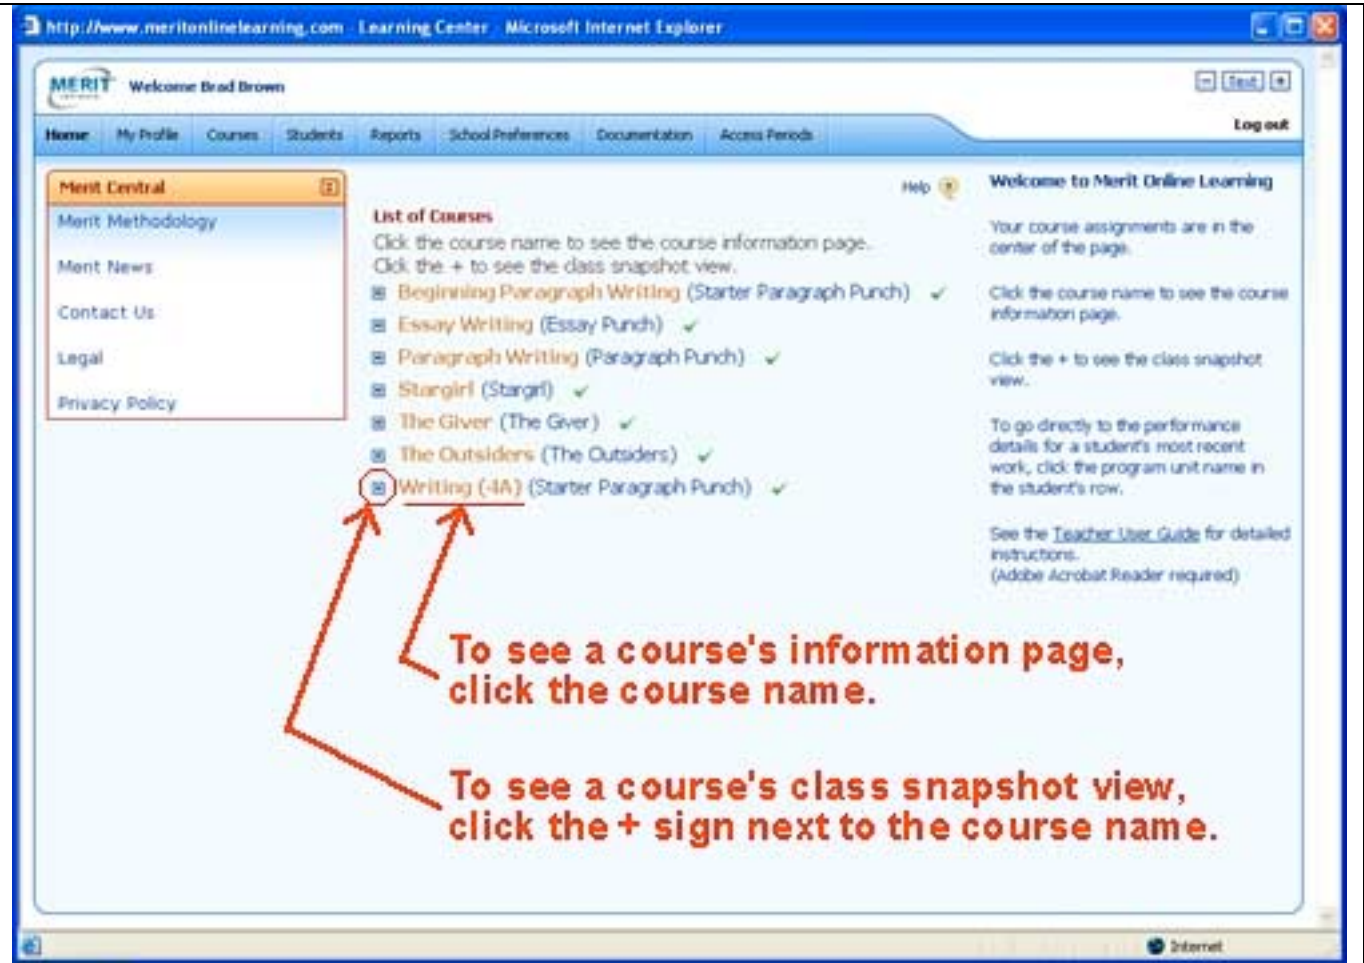 http://www.meritonlinelearning.com - Learning Center - Microsoft Internet Explorer
MERIT Welcome Brad Brown
- Text +
Home My Profile Courses Students Reports School Preferences Documentation Access Periods
Log out
Merit Central
Merit Methodology
Merit News
Contact Us
Legal
Privacy Policy
Help ?
List of Courses
Click the course name to see the course information page.
Click the + to see the class snapshot view.
Beginning Paragraph Writing (Starter Paragraph Punch) ✓
Essay Writing (Essay Punch) ✓
Paragraph Writing (Paragraph Punch) ✓
Stargirl (Stargirl) ✓
The Giver (The Giver) ✓
The Outsiders (The Outsiders) ✓
Writing (4A) (Starter Paragraph Punch) ✓
Welcome to Merit Online Learning
Your course assignments are in the
center of the page.
Click the course name to see the course
information page.
Click the + to see the class snapshot
view.
To go directly to the performance
details for a student's most recent
work, click the program unit name in
the student's row.
See the Teacher User Guide for detailed
instructions.
(Adobe Acrobat Reader required)
To see a course's information page,
click the course name.
To see a course's class snapshot view,
click the + sign next to the course name.
Internet